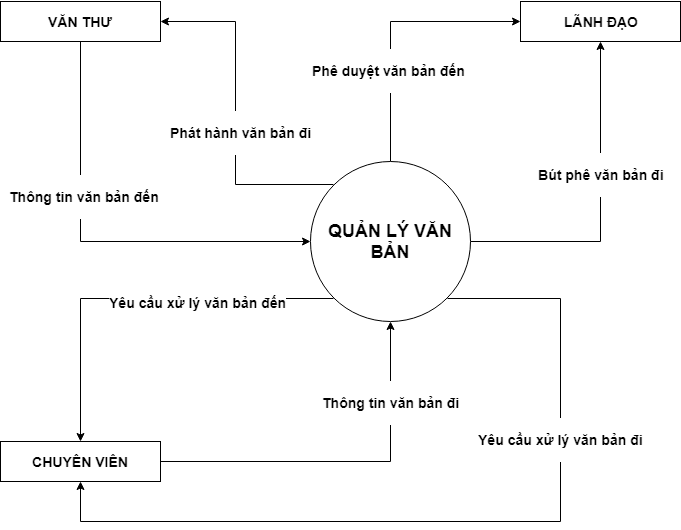 VĂN THƯ
LÃNH ĐẠO
Phê duyệt văn bản đến
Phát hành văn bản đi
Bút phê văn bản đi
Thông tin văn bản đến
QUẢN LÝ VĂN
BẢN
Yêu cầu xử lý văn bản đến
Thông tin văn bản đi
Yêu cầu xử lý văn bản đi
CHUYÊN VIÊN